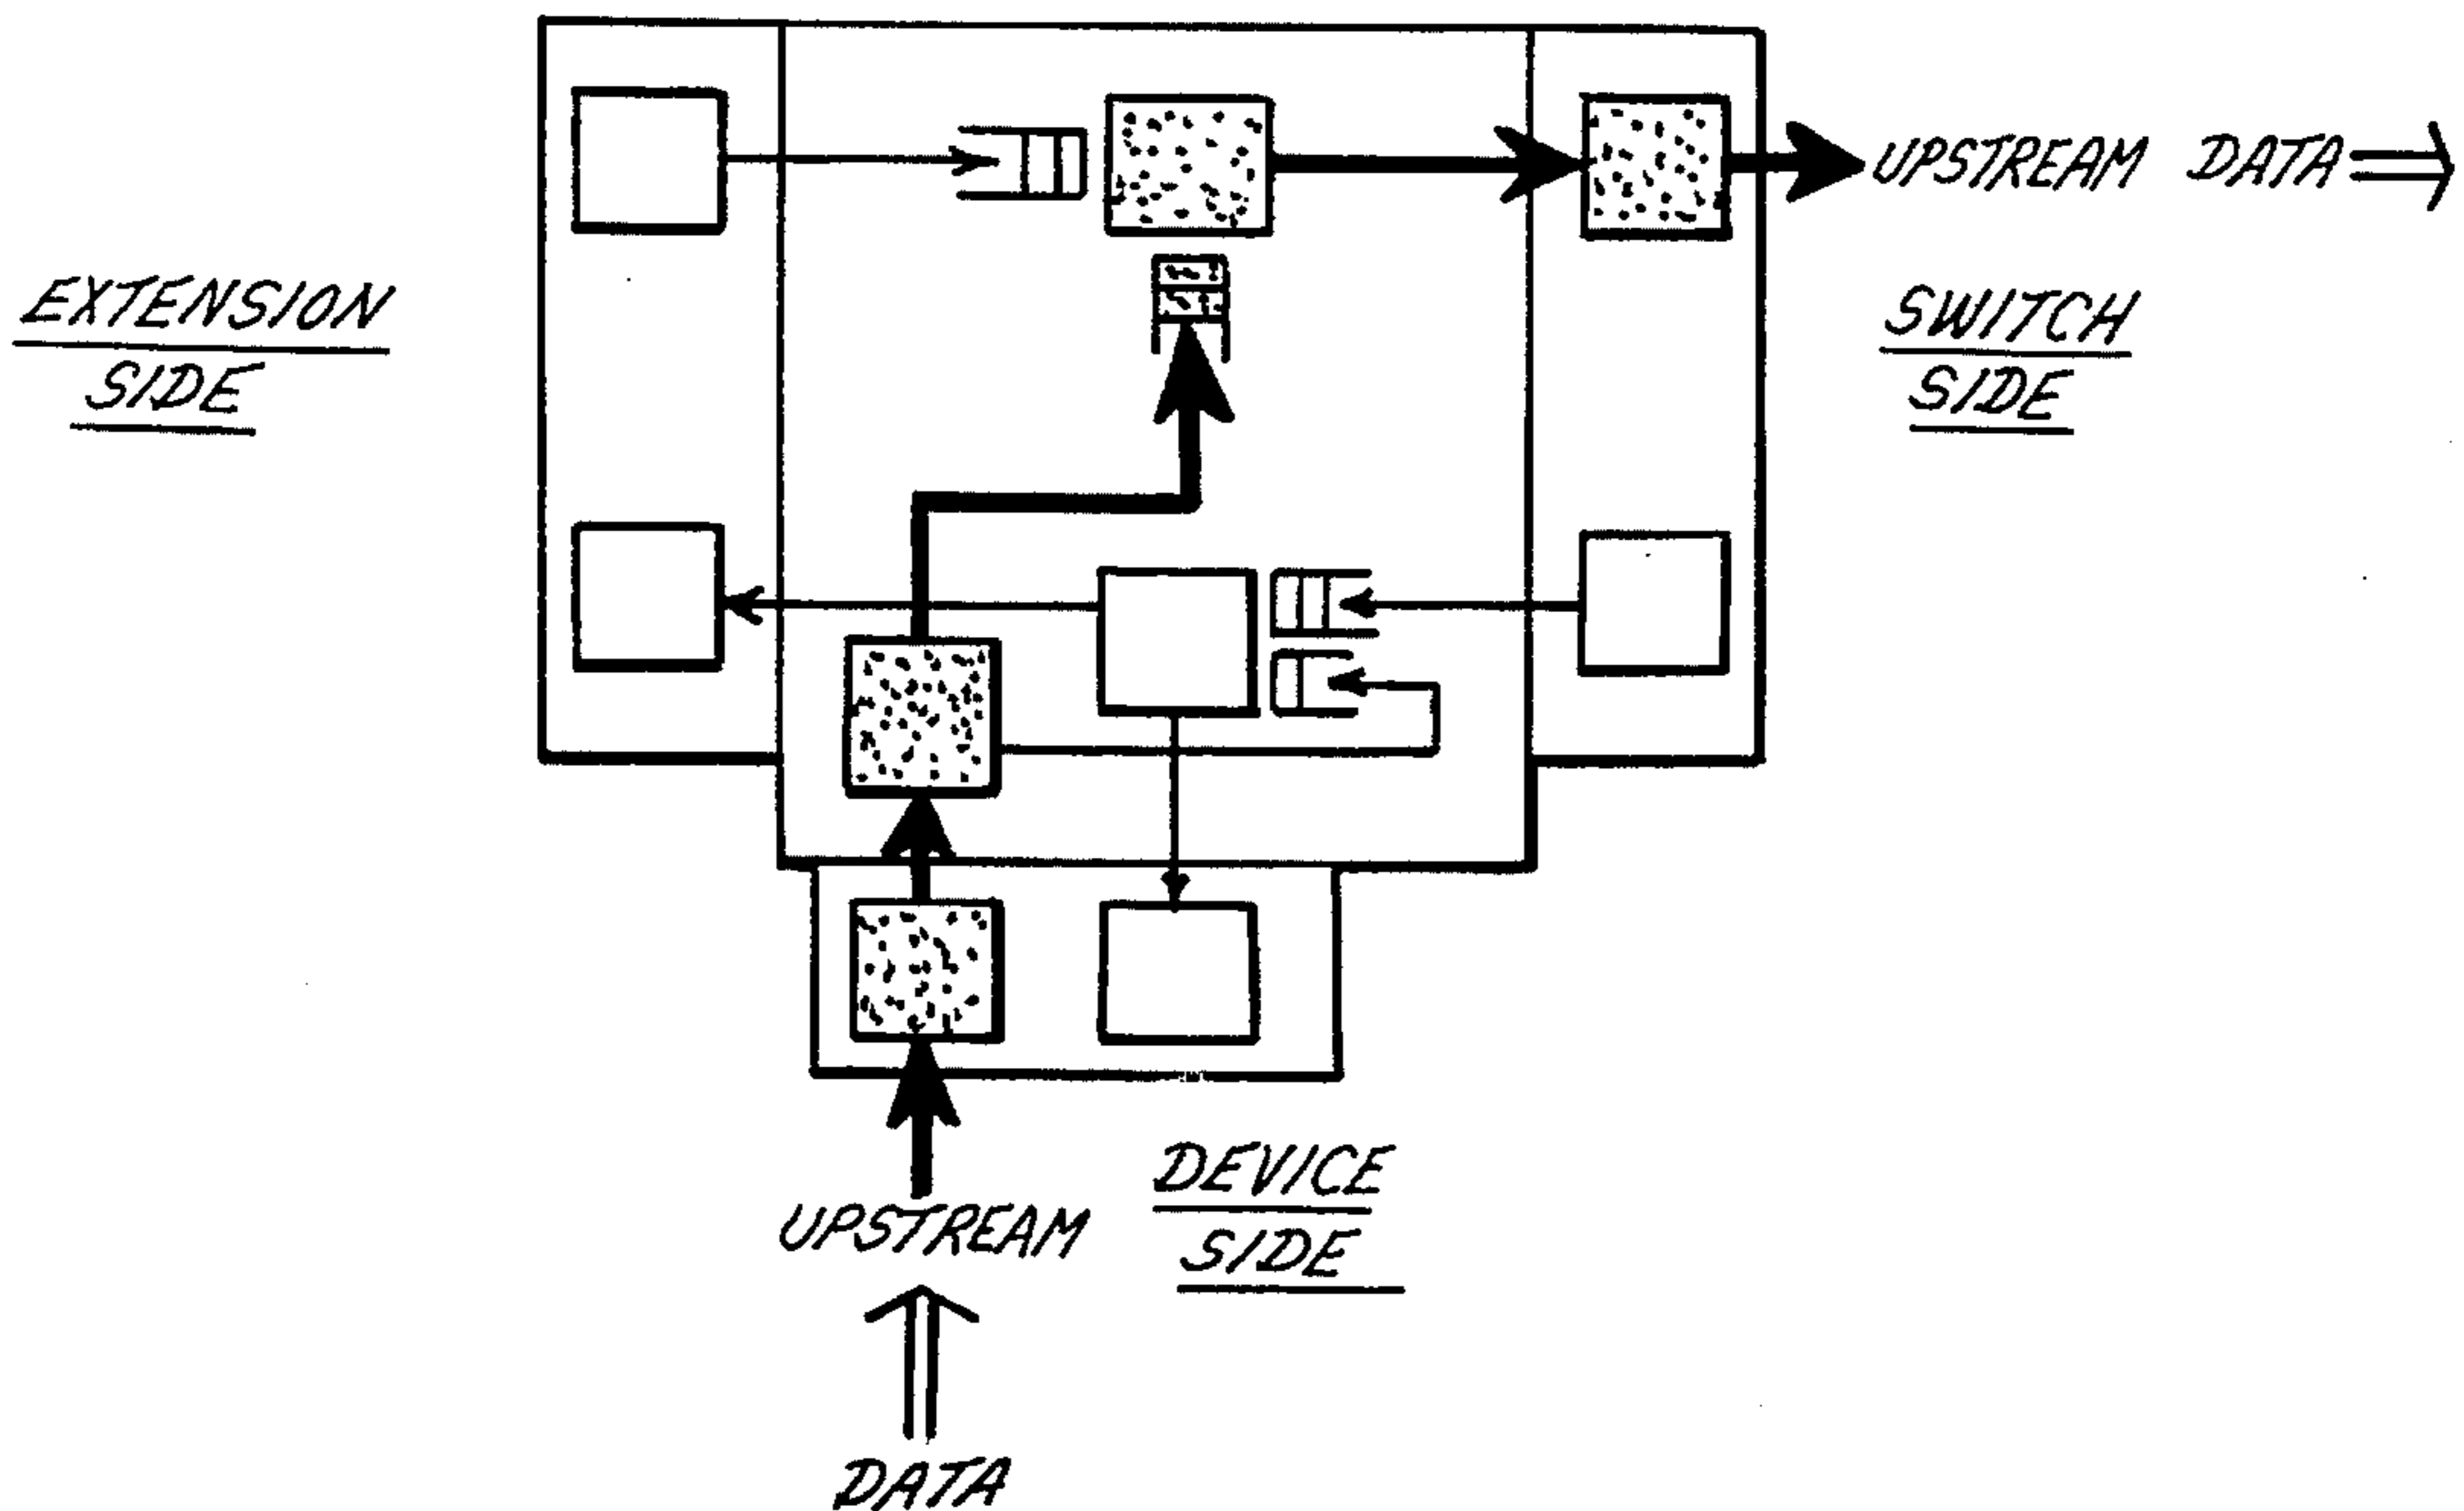 UPSTREAM DATA
EXTENSION
SIDE
SWITCH
SIDE
DEVICE
SIDE
UPSTREAM
DATA